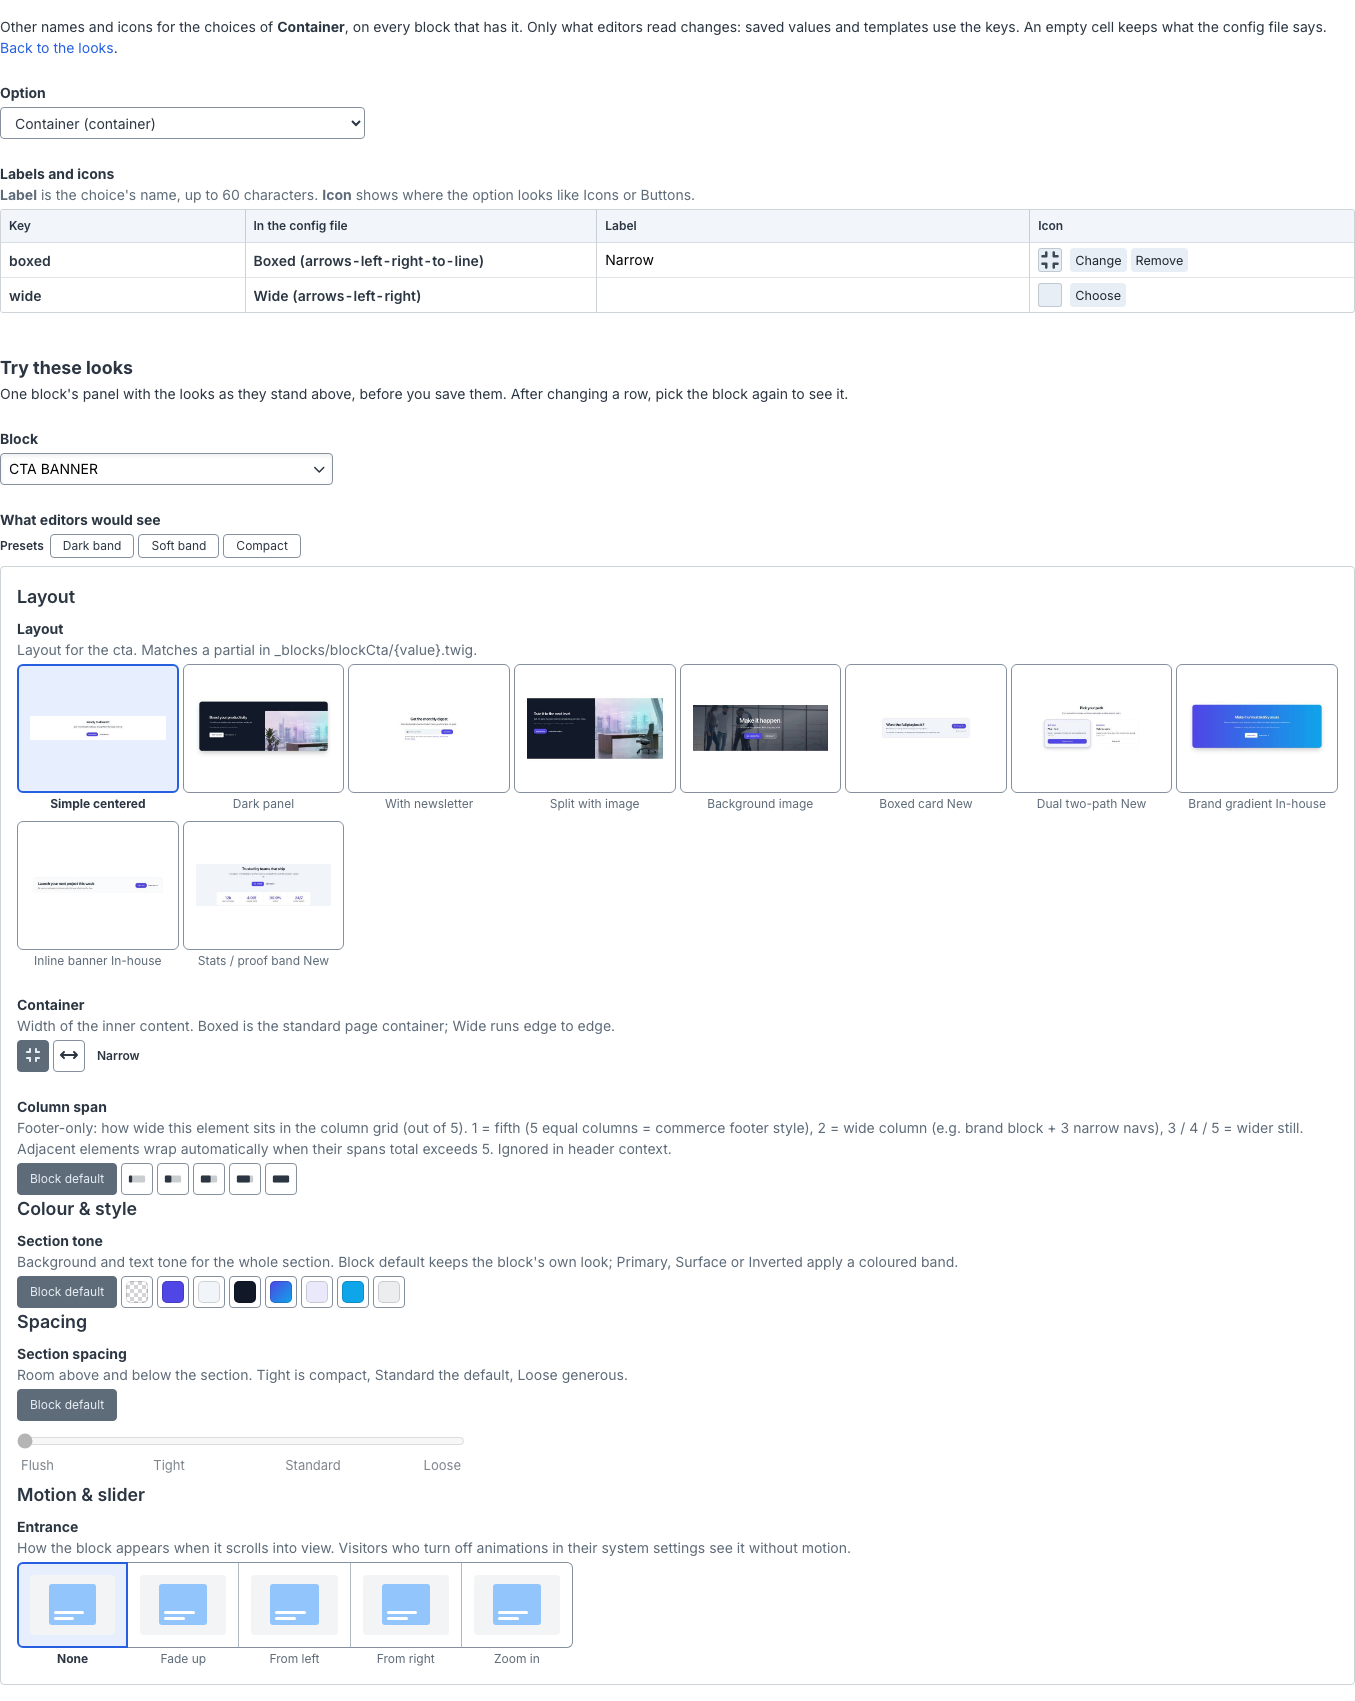 Other names and icons for the choices of Container, on every block that has it. Only what editors read changes: saved values and templates use the keys. An empty cell keeps what the config file says.
Back to the looks.
Option
Container (container)
Labels and icons
Label is the choice's name, up to 60 characters. Icon shows where the option looks like Icons or Buttons.
Key In the config file Label Icon
boxed Boxed (arrows-left-right-to-line) Narrow Change Remove
wide Wide (arrows-left-right) Choose
Try these looks
One block's panel with the looks as they stand above, before you save them. After changing a row, pick the block again to see it.
Block
CTA BANNER
What editors would see
Presets Dark band Soft band Compact
Layout
Layout
Layout for the cta. Matches a partial in _blocks/blockCta/{value}.twig.
Get the monthly digest
Make it happen
Pick your path
Simple centered Dark panel With newsletter Split with image Background image Boxed card New Dual two-path New Brand gradient In-house
Launch your next project this week
Inline banner In-house Stats / proof band New
Container
Width of the inner content. Boxed is the standard page container; Wide runs edge to edge.
Narrow
Column span
Footer-only: how wide this element sits in the column grid (out of 5). 1 = fifth (5 equal columns = commerce footer style), 2 = wide column (e.g. brand block + 3 narrow navs), 3 / 4 / 5 = wider still.
Adjacent elements wrap automatically when their spans total exceeds 5. Ignored in header context.
Block default
Colour & style
Section tone
Background and text tone for the whole section. Block default keeps the block's own look; Primary, Surface or Inverted apply a coloured band.
Block default
Spacing
Section spacing
Room above and below the section. Tight is compact, Standard the default, Loose generous.
Block default
Flush Tight Standard Loose
Motion & slider
Entrance
How the block appears when it scrolls into view. Visitors who turn off animations in their system settings see it without motion.
None Fade up From left From right Zoom in